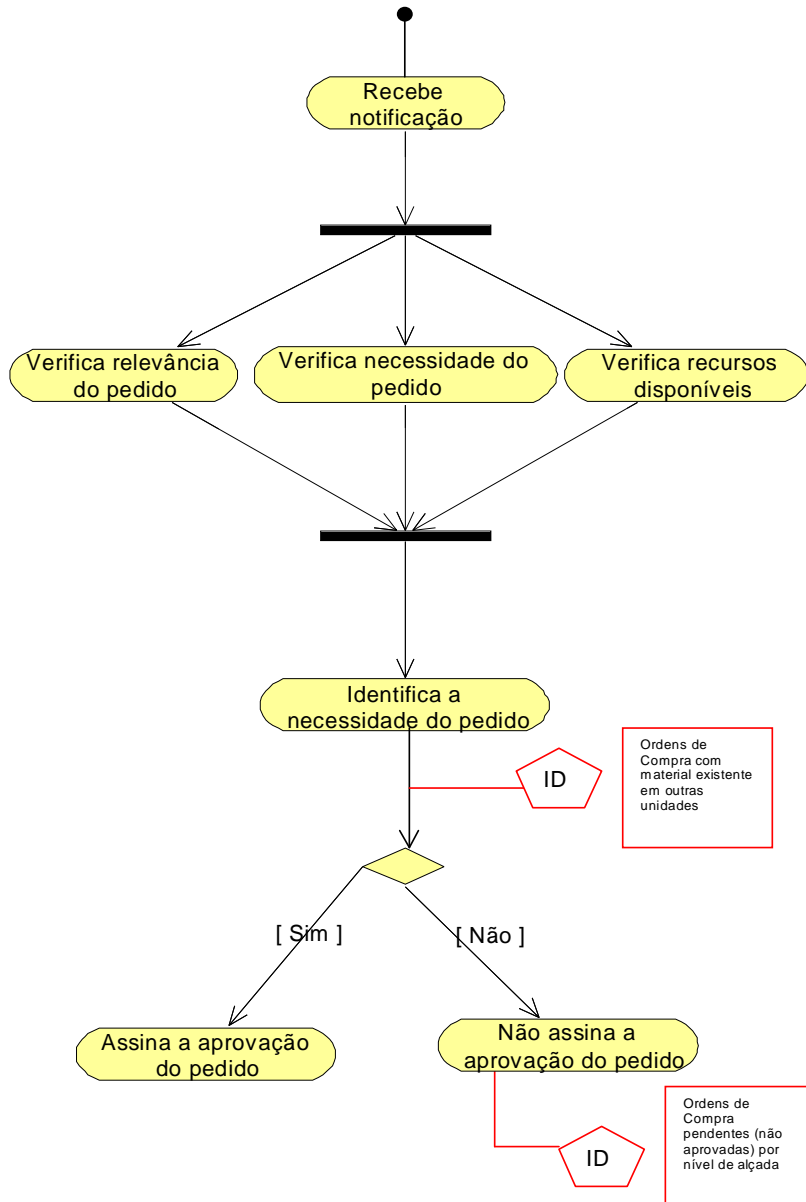 Recebe
notificação
Verifica relevância
do pedido
Verifica necessidade do
pedido
Verifica recursos
disponíveis
Identifica a
necessidade do pedido
ID
Ordens de
Compra com
material existente
em outras
unidades
[ Sim ]
[ Não ]
Assina a aprovação
do pedido
Não assina a
aprovação do pedido
ID
Ordens de
Compra
pendentes (não
aprovadas) por
nível de alçada